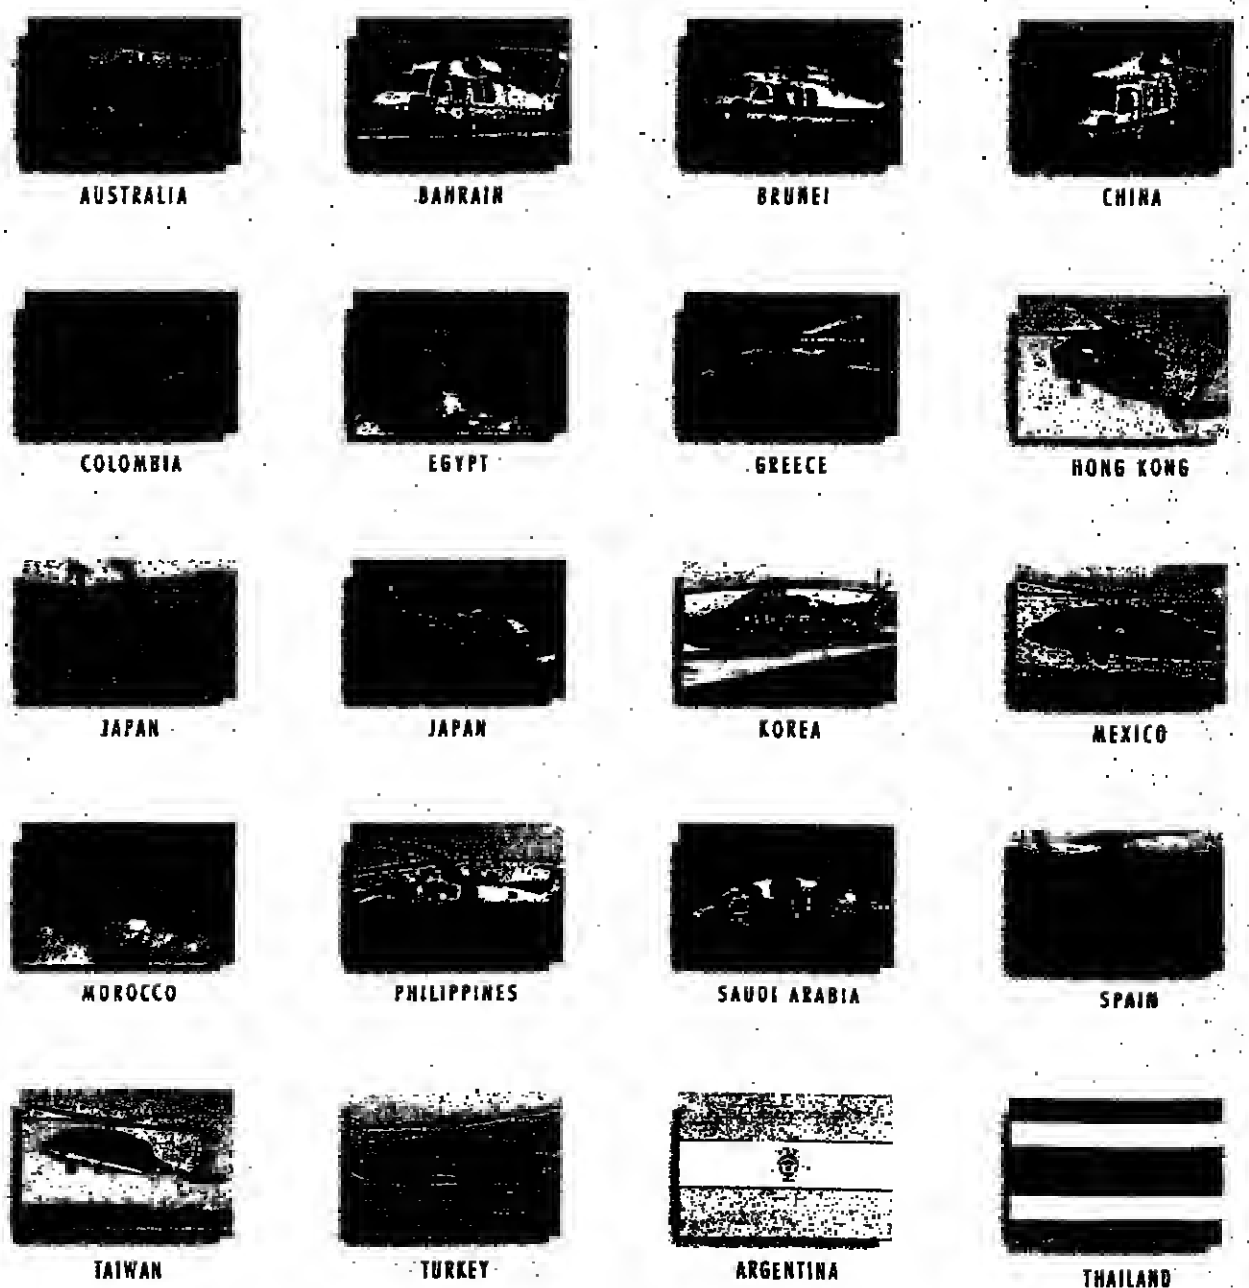 AUSTRALIA
BAHRAIN
BRUNEI
CHINA
COLOMBIA
EGYPT
GREECE
HONG KONG
JAPAN
JAPAN
KOREA
MEXICO
MOROCCO
PHILIPPINES
SAUDI ARABIA
SPAIN
TAIWAN
TURKEY
ARGENTINA
THAILAND